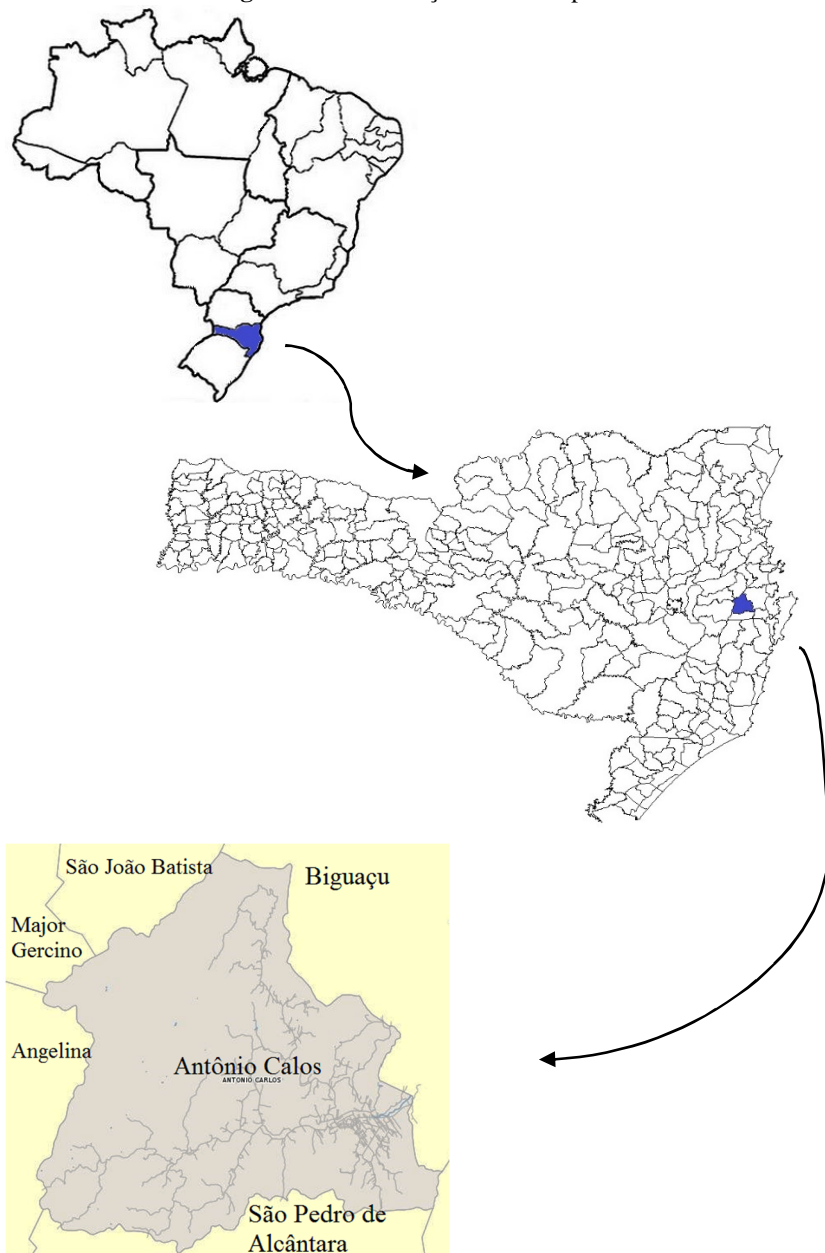 São João Batista
Biguaçu
Major
Gercino
Angelina
Antônio Calos
ANTONIO CARLOS
São Pedro de
Alcântara